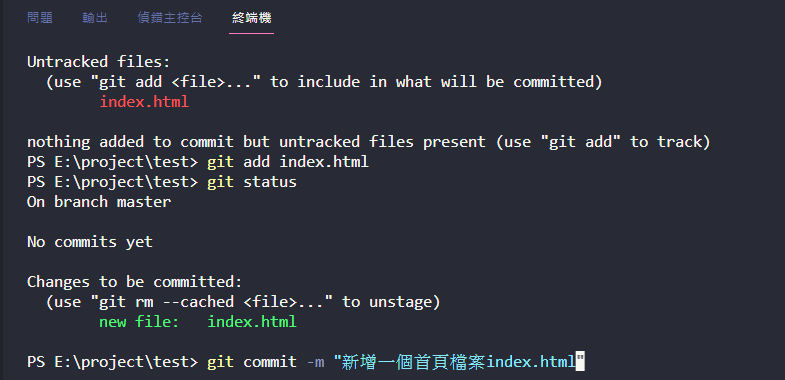 問題 輸出 偵錯主控台 終端機
Untracked files:
(use "git add <file>..." to include in what will be committed)
index.html
nothing added to commit but untracked files present (use "git add" to track)
PS E:\project\test> git add index.html
PS E:\project\test> git status
On branch master
No commits yet
Changes to be committed:
(use "git rm --cached <file>..." to unstage)
new file: index.html
PS E:\project\test> git commit -m "新增一個首頁檔案index.html"